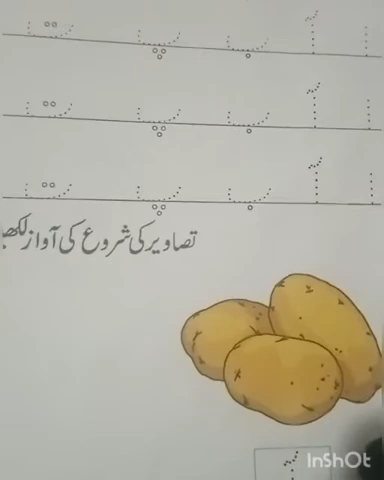 ا آ ب پ ت
ا آ ب پ ت
ا آ ب پ ت
تصاویر کی شروع کی آواز لکھ
آ
InShOt